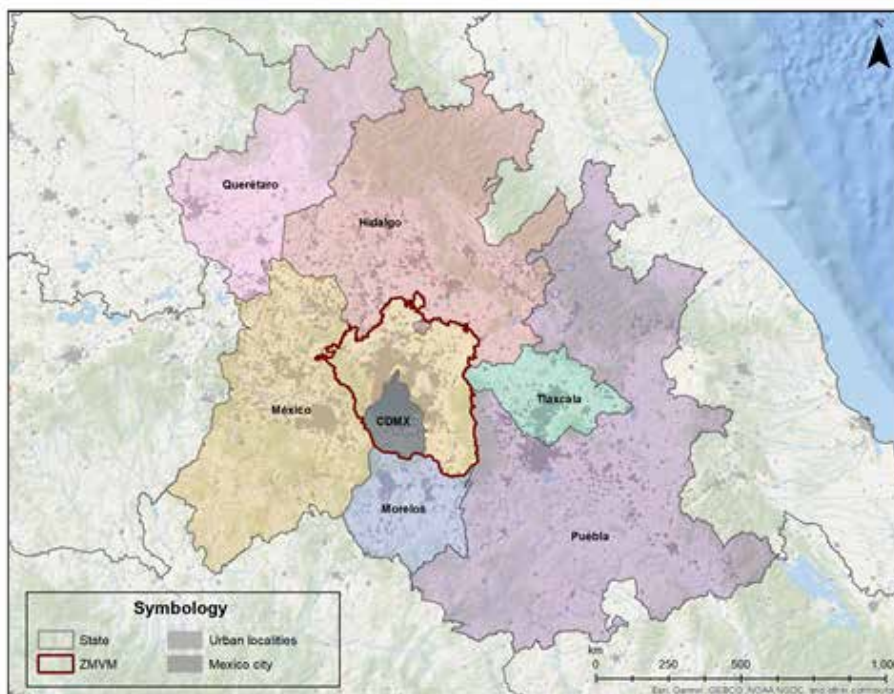 Querétaro
Hidalgo
México
CDMX
Tlaxcala
Morelos
Puebla
Symbology
State
Urban localities
ZMVM
Mexico city
km
0 250 500 1,00